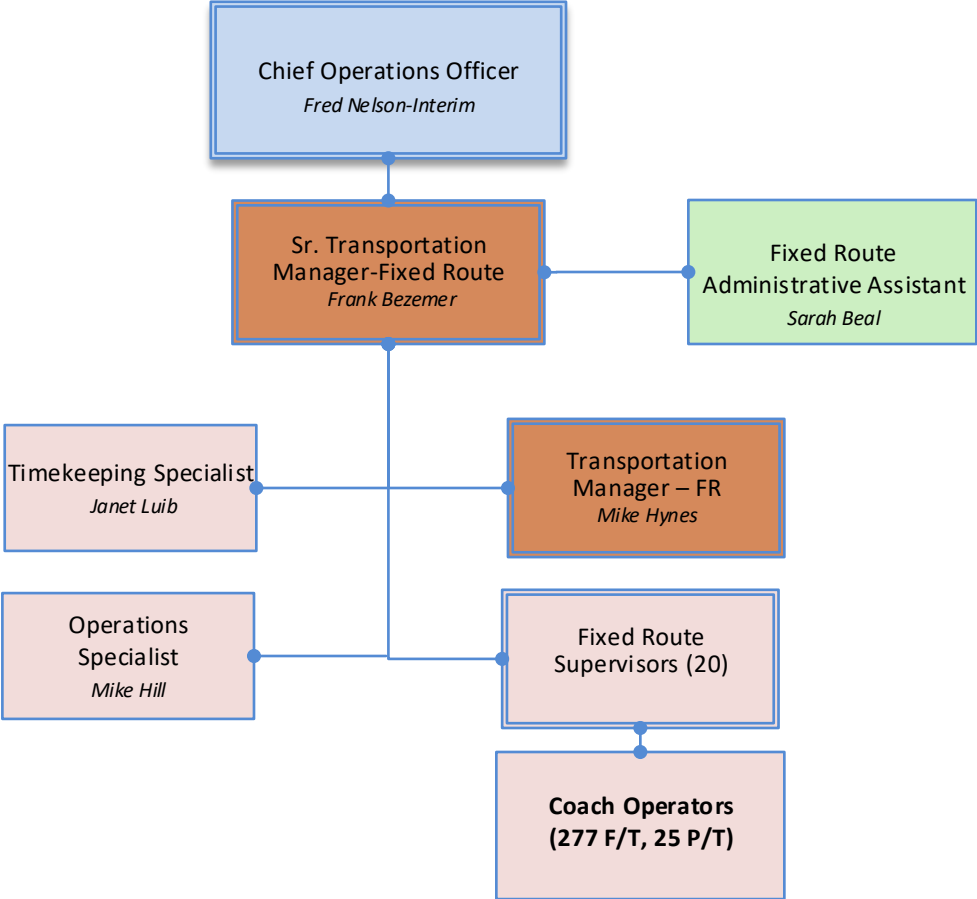 Chief Operations Officer
Fred Nelson-Interim
Sr. Transportation
Manager-Fixed Route
Frank Bezemer
Fixed Route
Administrative Assistant
Sarah Beal
Timekeeping Specialist
Janet Luib
Transportation
Manager – FR
Mike Hynes
Operations
Specialist
Mike Hill
Fixed Route
Supervisors (20)
Coach Operators
(277 F/T, 25 P/T)